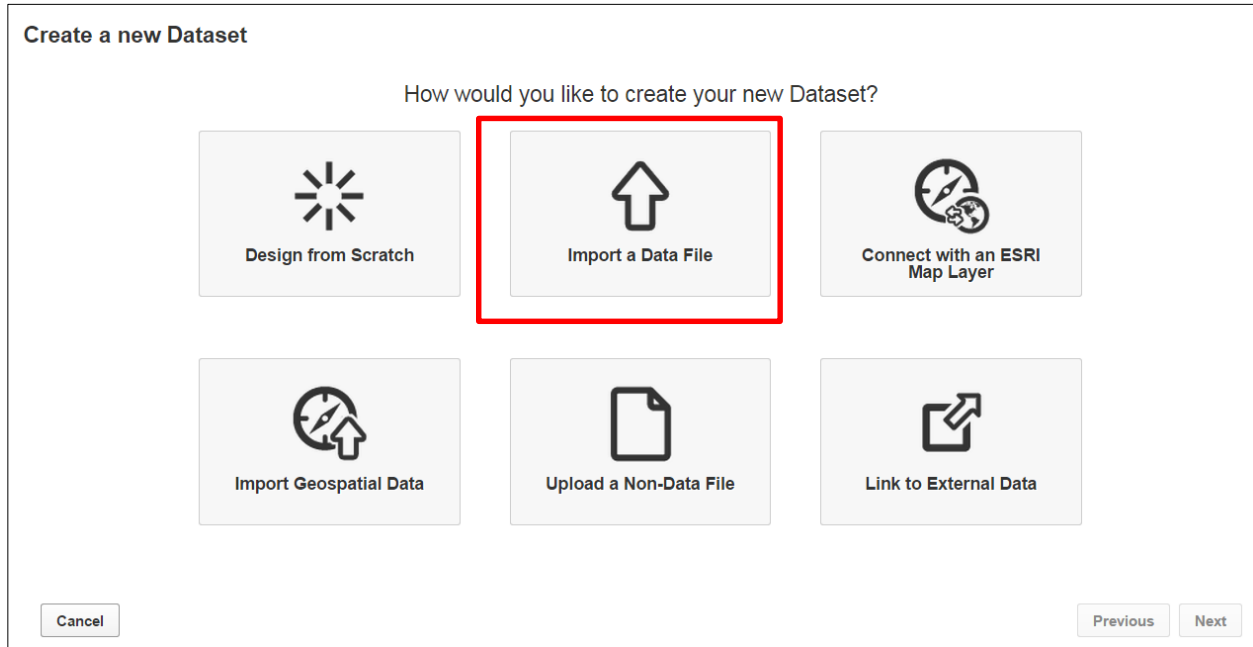 Create a new Dataset
How would you like to create your new Dataset?
Design from Scratch
Import a Data File
Connect with an ESRI
Map Layer
Import Geospatial Data
Upload a Non-Data File
Link to External Data
Cancel
Previous
Next